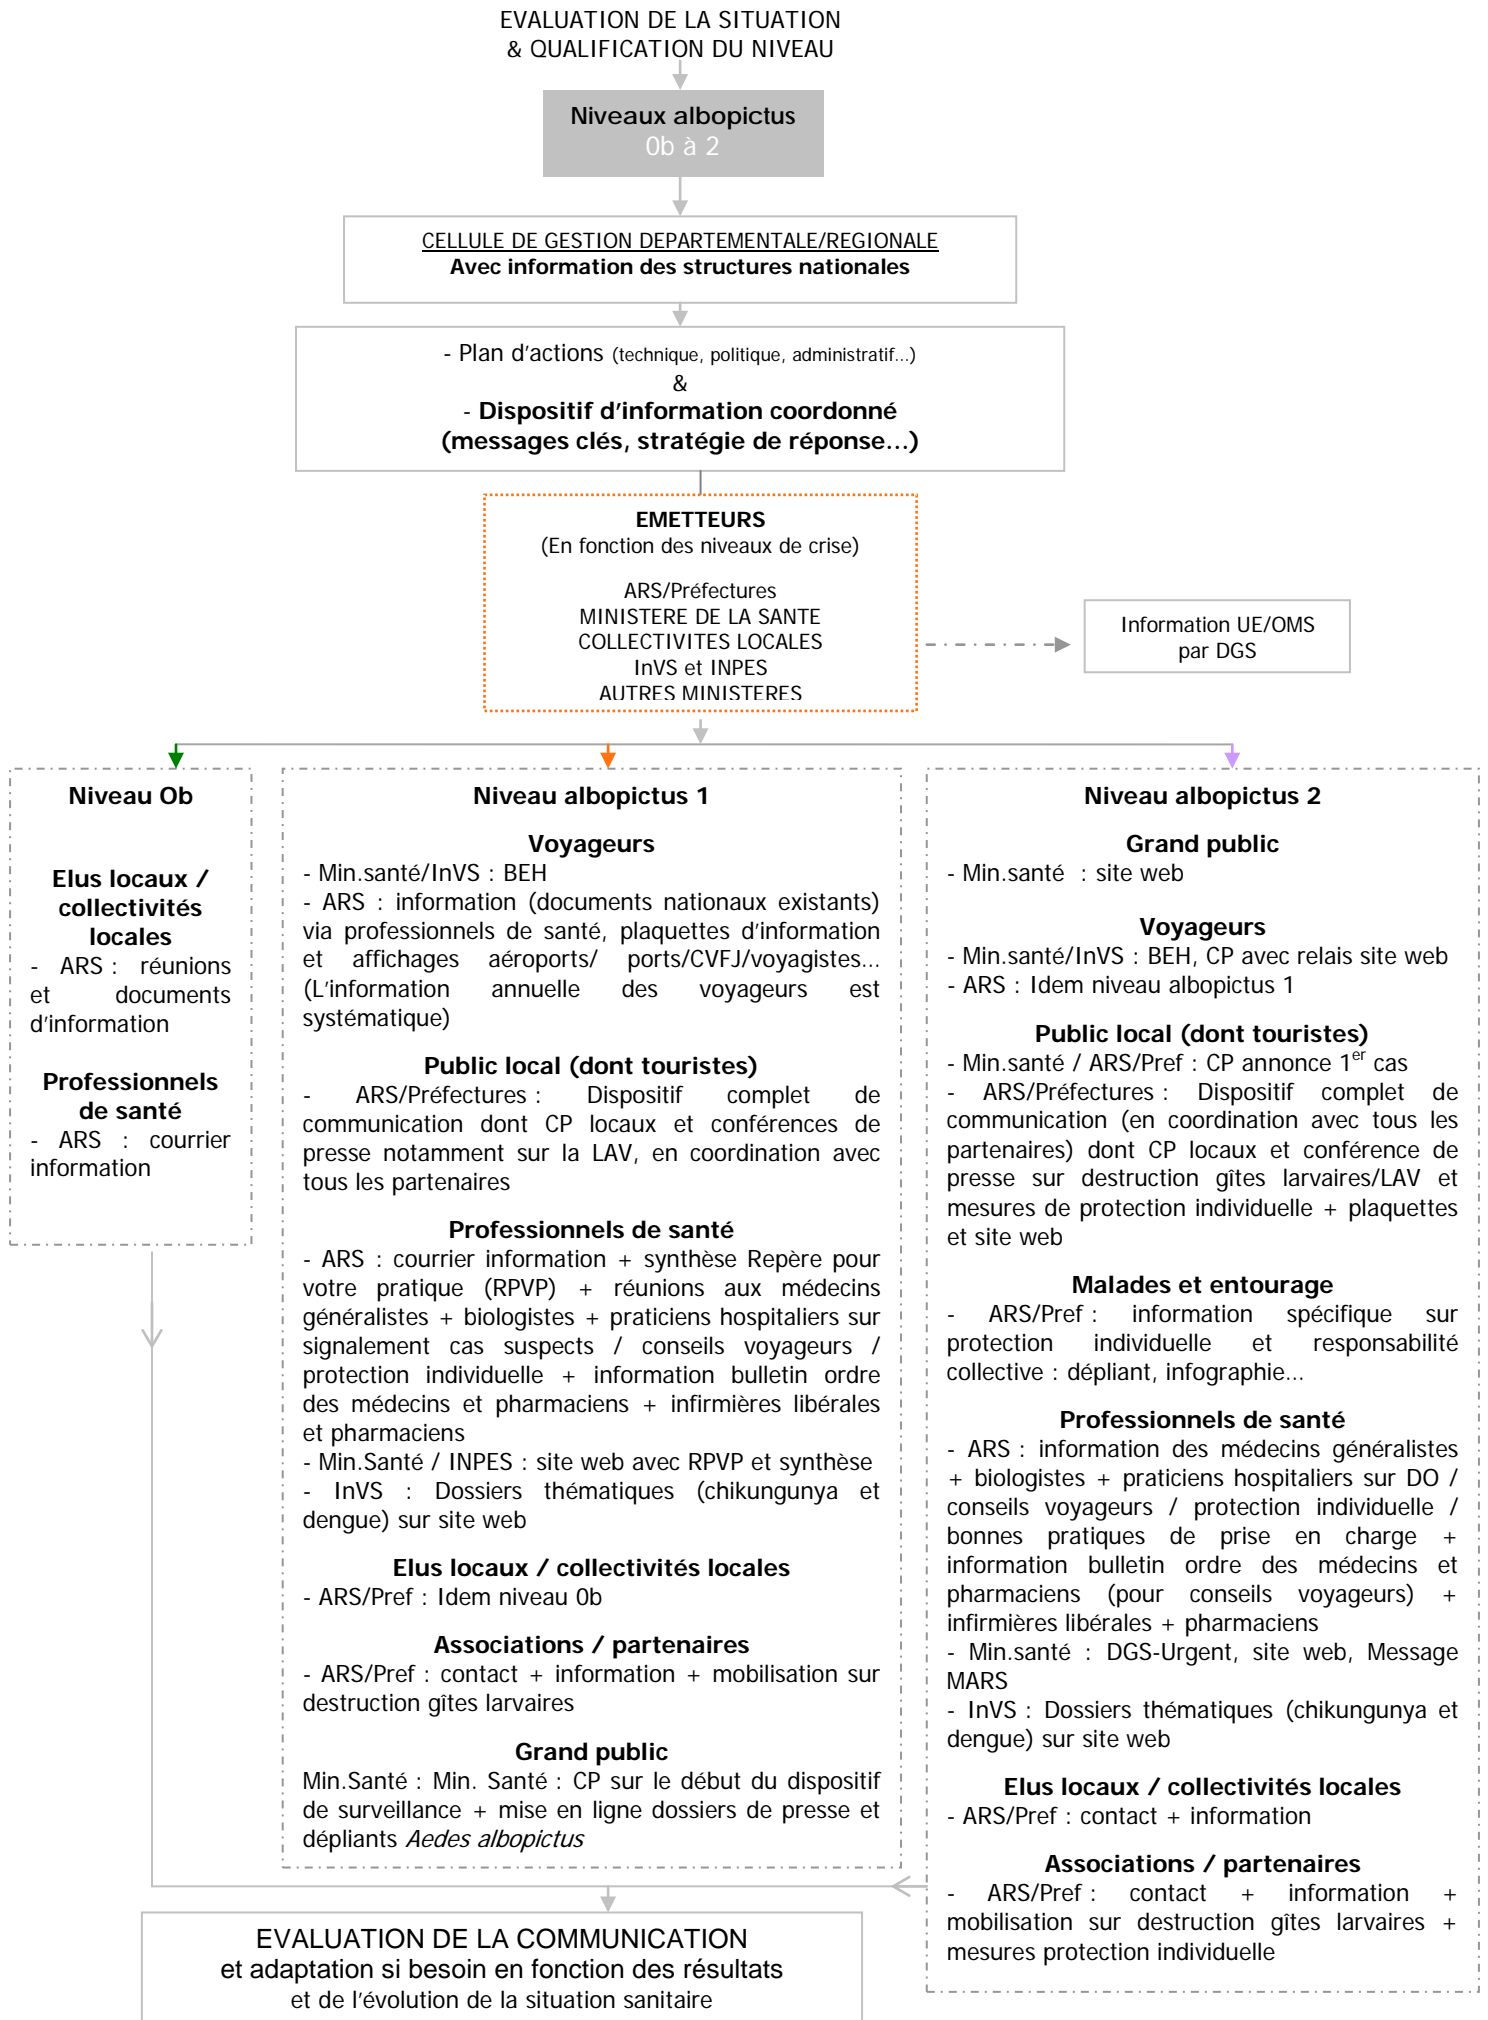 EVALUATION DE LA SITUATION
& QUALIFICATION DU NIVEAU
Niveaux albopictus
0b à 2
CELLULE DE GESTION DEPARTEMENTALE/REGIONALE
Avec information des structures nationales
- Plan d'actions (technique, politique, administratif…)
&
- Dispositif d'information coordonné
(messages clés, stratégie de réponse…)
EMETTEURS
(En fonction des niveaux de crise)
ARS/Préfectures
MINISTERE DE LA SANTE
COLLECTIVITES LOCALES
InVS et INPES
AUTRES MINISTERES
Information UE/OMS
par DGS
Niveau Ob
Elus locaux /
collectivités
locales
- ARS : réunions
et documents
d'information
Professionnels
de santé
- ARS : courrier
information
Niveau albopictus 1
Voyageurs
- Min.santé/InVS : BEH
- ARS : information (documents nationaux existants)
via professionnels de santé, plaquettes d'information
et affichages aéroports/ ports/CVFJ/voyagistes…
(L'information annuelle des voyageurs est
systématique)
Public local (dont touristes)
- ARS/Préfectures : Dispositif complet de
communication dont CP locaux et conférences de
presse notamment sur la LAV, en coordination avec
tous les partenaires
Professionnels de santé
- ARS : courrier information + synthèse Repère pour
votre pratique (RPVP) + réunions aux médecins
généralistes + biologistes + praticiens hospitaliers sur
signalement cas suspects / conseils voyageurs /
protection individuelle + information bulletin ordre
des médecins et pharmaciens + infirmières libérales
et pharmaciens
- Min.Santé / INPES : site web avec RPVP et synthèse
- InVS : Dossiers thématiques (chikungunya et
dengue) sur site web
Elus locaux / collectivités locales
- ARS/Pref : Idem niveau 0b
Associations / partenaires
- ARS/Pref : contact + information + mobilisation sur
destruction gîtes larvaires
Grand public
Min.Santé : Min. Santé : CP sur le début du dispositif
de surveillance + mise en ligne dossiers de presse et
dépliants Aedes albopictus
Niveau albopictus 2
Grand public
- Min.santé : site web
Voyageurs
- Min.santé/InVS : BEH, CP avec relais site web
- ARS : Idem niveau albopictus 1
Public local (dont touristes)
- Min.santé / ARS/Pref : CP annonce 1er cas
- ARS/Préfectures : Dispositif complet de
communication (en coordination avec tous les
partenaires) dont CP locaux et conférence de
presse sur destruction gîtes larvaires/LAV et
mesures de protection individuelle + plaquettes
et site web
Malades et entourage
- ARS/Pref : information spécifique sur
protection individuelle et responsabilité
collective : dépliant, infographie…
Professionnels de santé
- ARS : information des médecins généralistes
+ biologistes + praticiens hospitaliers sur DO /
conseils voyageurs / protection individuelle /
bonnes pratiques de prise en charge +
information bulletin ordre des médecins et
pharmaciens (pour conseils voyageurs) +
infirmières libérales + pharmaciens
- Min.santé : DGS-Urgent, site web, Message
MARS
- InVS : Dossiers thématiques (chikungunya et
dengue) sur site web
Elus locaux / collectivités locales
- ARS/Pref : contact + information
Associations / partenaires
- ARS/Pref : contact + information +
mobilisation sur destruction gîtes larvaires +
mesures protection individuelle
EVALUATION DE LA COMMUNICATION
et adaptation si besoin en fonction des résultats
et de l'évolution de la situation sanitaire